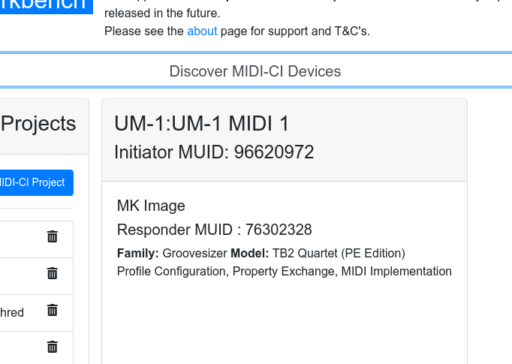 rkbench
released in the future.
Please see the about page for support and T&C's.
Discover MIDI-CI Devices
Projects
MIDI-CI Project
hred
UM-1:UM-1 MIDI 1
Initiator MUID: 96620972
MK Image
Responder MUID : 76302328
Family: Groovesizer Model: TB2 Quartet (PE Edition)
Profile Configuration, Property Exchange, MIDI Implementation